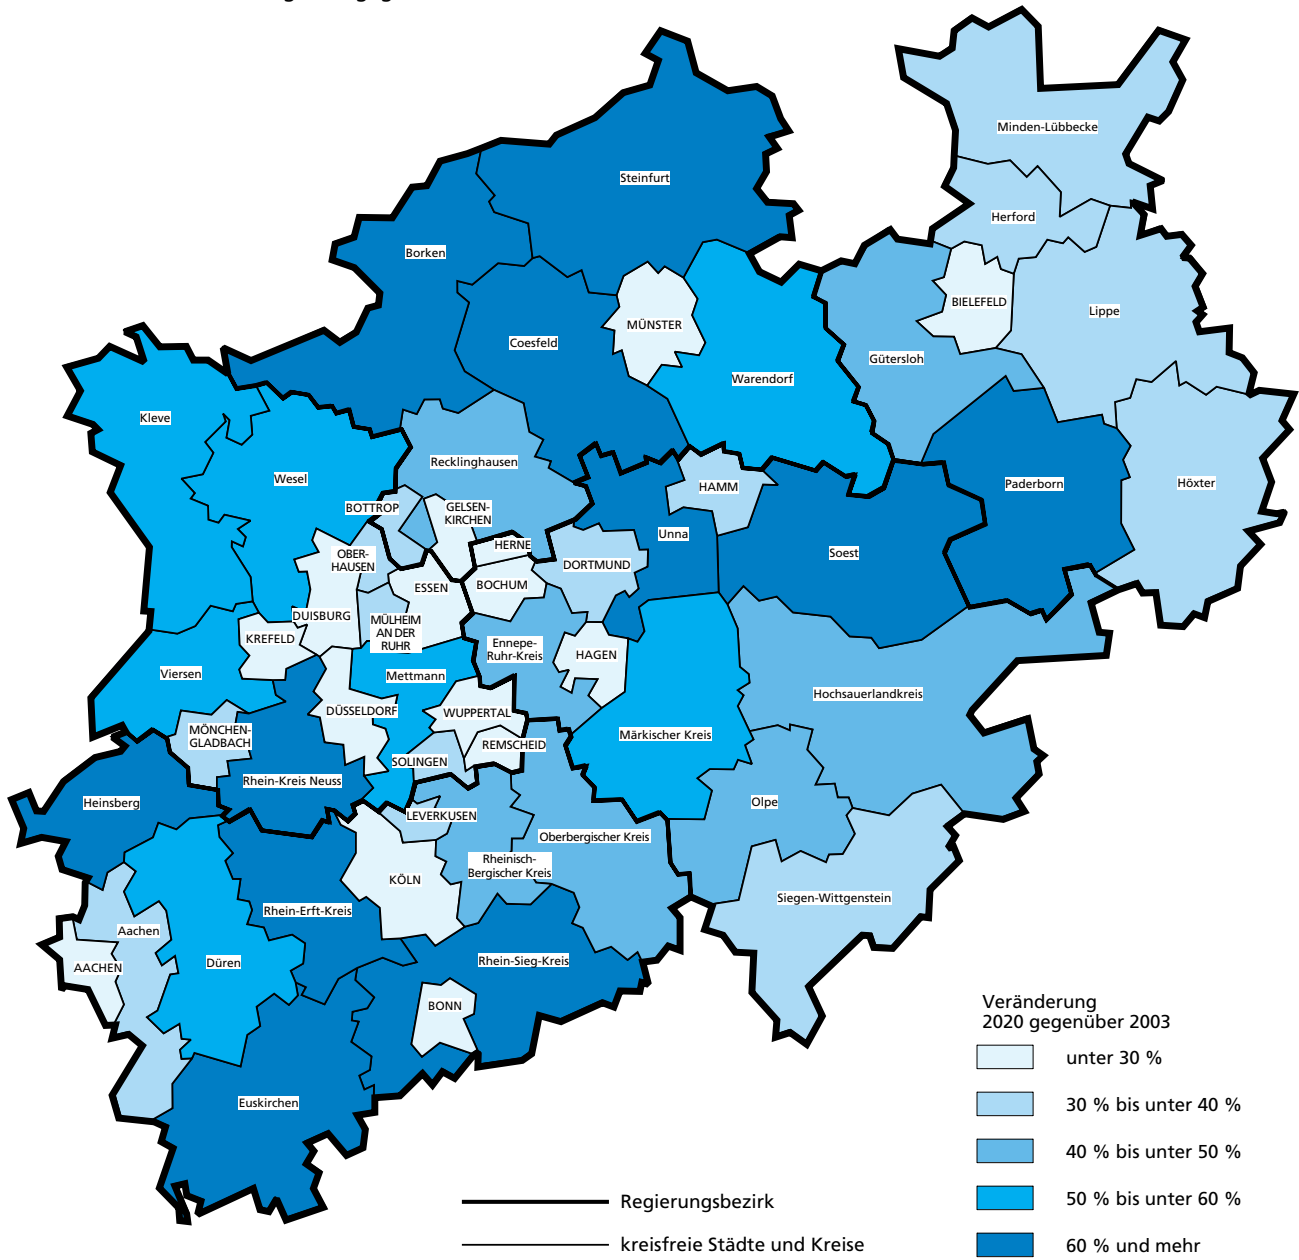 Minden-Lübbecke
Steinfurt
Herford
Borken
BIELEFELD
Lippe
MÜNSTER
Coesfeld
Gütersloh
Warendorf
Kleve
Recklinghausen
Wesel
HAMM
Paderborn
Höxter
BOTTROP
GELSEN-
KIRCHEN
Unna
HERNE
Soest
OBER-
HAUSEN
DORTMUND
ESSEN
BOCHUM
DUISBURG
MÜLHEIM
AN DER
RUHR
KREFELD
Ennepe-
Ruhr-Kreis
HAGEN
Viersen
Mettmann
Hochsauerlandkreis
DÜSSELDORF
WUPPERTAL
MÖNCHEN-
GLADBACH
Märkischer Kreis
REMSCHEID
SOLINGEN
Rhein-Kreis Neuss
Heinsberg
Olpe
LEVERKUSEN
Oberbergischer Kreis
Rheinisch-
Bergischer Kreis
KÖLN
Siegen-Wittgenstein
Rhein-Erft-Kreis
Aachen
AACHEN
Düren
Rhein-Sieg-Kreis
BONN
Euskirchen
Veränderung
2020 gegenüber 2003
unter 30 %
30 % bis unter 40 %
40 % bis unter 50 %
50 % bis unter 60 %
60 % und mehr
Regierungsbezirk
kreisfreie Städte und Kreise